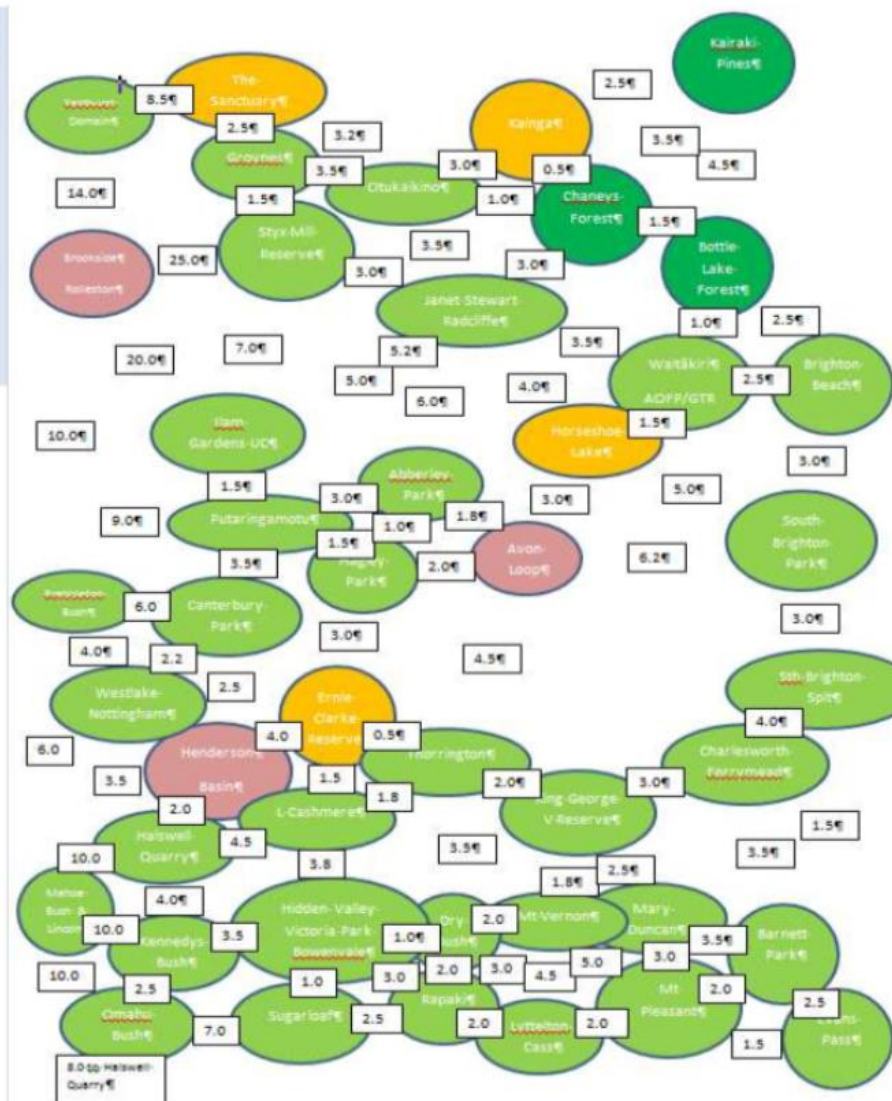 Kairaki-
Pines¶
2.5¶
The-
Sanctuary¶
8.5¶
Domain¶
2.5¶
3.2¶
Kainga¶
3.5¶
4.5¶
Groynes¶
3.5¶
3.0¶
0.5¶
Otukaikino¶
1.0¶
Chaneys-
Forest¶
14.0¶
1.5¶
1.5¶
Styx-Mill-
Reserve¶
3.5¶
Bottle-
Lake-
Forest¶
Brookside¶
Rolleston¶
25.0¶
3.0¶
3.0¶
Janet-Stewart-
Radcliffe¶
1.0¶
2.5¶
20.0¶
7.0¶
5.2¶
3.5¶
5.0¶
Waitākiri¶
AOFP/GTR
2.5¶
Brighton-
Beach¶
6.0¶
4.0¶
10.0¶
Ilam-
Gardens-UC¶
Horseshoe-
Lake¶
1.5¶
3.0¶
Abberley-
Park¶
1.5¶
3.0¶
3.0¶
5.0¶
9.0¶
Putaringamotu¶
1.0¶
1.8¶
South-
Brighton-
Park¶
1.5¶
3.5¶
Hagley-
Park¶
2.0¶
Avon-
Loop¶
6.2¶
Bush¶
6.0
Canterbury-
Park¶
3.0¶
3.0¶
4.0¶
2.2
4.5¶
Westlake-
Nottingham¶
2.5
Ernie-
Clarke-
Reserve
Sth-Brighton-
Spit¶
4.0¶
6.0
Henderson¶
Basin¶
4.0
0.5¶
Thorrington¶
Charlesworth-
Ferrymead¶
3.5
1.5
2.0¶
3.0¶
2.0
L-Cashmere¶
1.8
King-George-
V-Reserve¶
1.5¶
Halswell-
Quarry¶
4.5
3.5¶
3.5¶
10.0
3.8
1.8¶
2.5¶
4.0¶
Hidden-Valley-
Victoria-Park-
Bowenvale¶
Dry
Bush¶
2.0
Mt-Vernon¶
Mary-
Duncan¶
Barnett-
Park¶
10.0
Kennedys-
Bush¶
3.5
1.0¶
3.5¶
10.0
2.5
1.0
3.0
2.0
3.0
4.5
5.0
3.0
2.0
2.5
Omahu-
Bush¶
7.0
Sugarloaf¶
2.5
Rapaki¶
2.0
Lyttelton-
Cass¶
2.0
Mt
Pleasant¶
1.5
Evans-
Pass¶
8.0 to Halswell-
Quarry¶